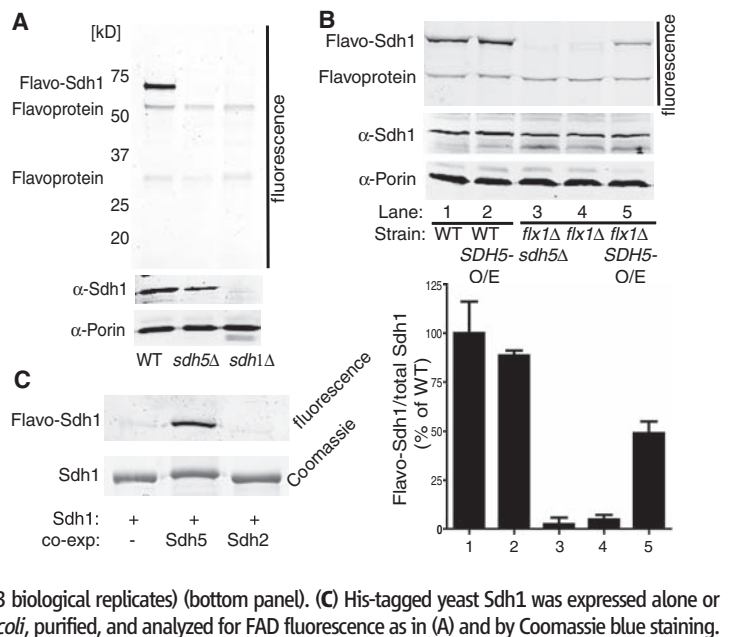 A
[kD]
Flavo-Sdh1
75
Flavoprotein
50
37
Flavoprotein
25
20
fluorescence
α-Sdh1
α-Porin
WT sdh5Δ sdh1Δ
B
Flavo-Sdh1
Flavoprotein
fluorescence
α-Sdh1
α-Porin
Lane: 1 2 3 4 5
Strain: WT WT flx1Δ flx1Δ flx1Δ
SDH5- sdh5Δ SDH5-
O/E O/E
Flavo-Sdh1/total Sdh1
(% of WT)
125
100
75
50
25
0
1 2 3 4 5
C
Flavo-Sdh1
fluorescence
Sdh1
Coomassie
Sdh1: + + +
co-exp: - Sdh5 Sdh2
3 biological replicates) (bottom panel). (C) His-tagged yeast Sdh1 was expressed alone or
coli, purified, and analyzed for FAD fluorescence as in (A) and by Coomassie blue staining.